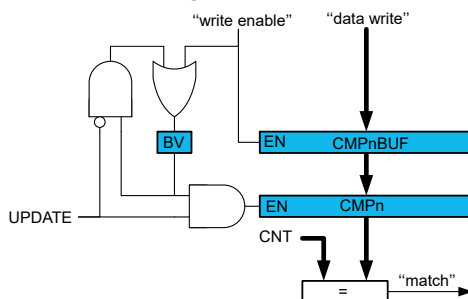 “write enable” “data write”
BV
EN CMPnBUF
EN CMPn
UPDATE
CNT
“match”
=